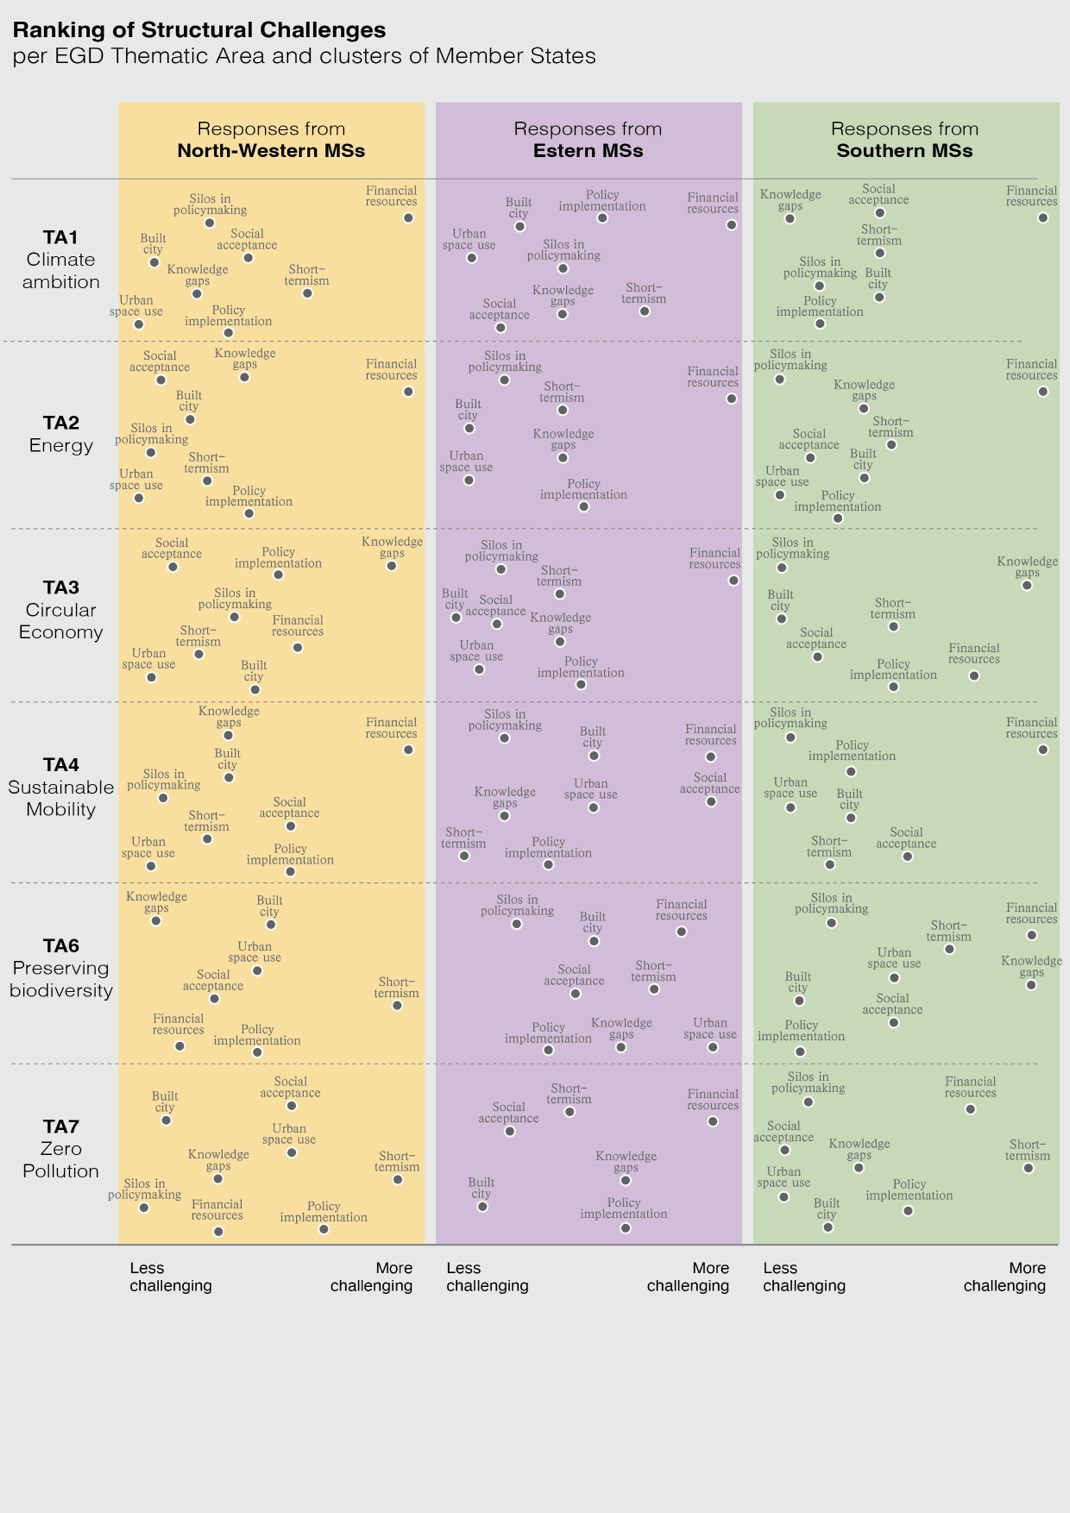 Ranking of Structural Challenges
per EGD Thematic Area and clusters of Member States
Responses from
North-Western MSs
Responses from
Estern MSs
Responses from
Southern MSs
TA1
Climate
ambition
Silos in
policymaking
Financial
resources
Built
city
Social
acceptance
Knowledge
gaps
Short-
termism
Urban
space use
Policy
implementation
Built
city
Policy
implementation
Financial
resources
Urban
space use
Silos in
policymaking
Knowledge
gaps
Short-
termism
Social
acceptance
Knowledge
gaps
Social
acceptance
Financial
resources
Short-
termism
Silos in
policymaking
Built
city
Policy
implementation
TA2
Energy
Social
acceptance
Knowledge
gaps
Financial
resources
Built
city
Silos in
policymaking
Short-
termism
Urban
space use
Policy
implementation
Silos in
policymaking
Financial
resources
Short-
termism
Built
city
Knowledge
gaps
Urban
space use
Policy
implementation
Silos in
policymaking
Financial
resources
Knowledge
gaps
Short-
termism
Social
acceptance
Built
city
Urban
space use
Policy
implementation
TA3
Circular
Economy
Social
acceptance
Policy
implementation
Knowledge
gaps
Silos in
policymaking
Financial
resources
Short-
termism
Urban
space use
Built
city
Silos in
policymaking
Financial
resources
Short-
termism
Built
city
Social
acceptance
Knowledge
gaps
Urban
space use
Policy
implementation
Silos in
policymaking
Knowledge
gaps
Built
city
Short-
termism
Social
acceptance
Financial
resources
Policy
implementation
TA4
Sustainable
Mobility
Knowledge
gaps
Financial
resources
Built
city
Silos in
policymaking
Social
acceptance
Short-
termism
Urban
space use
Policy
implementation
Silos in
policymaking
Built
city
Financial
resources
Knowledge
gaps
Urban
space use
Social
acceptance
Short-
termism
Policy
implementation
Silos in
policymaking
Financial
resources
Policy
implementation
Urban
space use
Built
city
Short-
termism
Social
acceptance
TA6
Preserving
biodiversity
Knowledge
gaps
Built
city
Urban
space use
Social
acceptance
Short-
termism
Financial
resources
Policy
implementation
Silos in
policymaking
Built
city
Financial
resources
Social
acceptance
Short-
termism
Policy
implementation
Knowledge
gaps
Urban
space use
Silos in
policymaking
Financial
resources
Short-
termism
Urban
space use
Knowledge
gaps
Built
city
Social
acceptance
Policy
implementation
TA7
Zero
Pollution
Social
acceptance
Built
city
Urban
space use
Knowledge
gaps
Short-
termism
Silos in
policymaking
Financial
resources
Policy
implementation
Short-
termism
Financial
resources
Social
acceptance
Knowledge
gaps
Built
city
Policy
implementation
Silos in
policymaking
Financial
resources
Social
acceptance
Knowledge
gaps
Short-
termism
Urban
space use
Policy
implementation
Built
city
Less
challenging
More
challenging
Less
challenging
More
challenging
Less
challenging
More
challenging